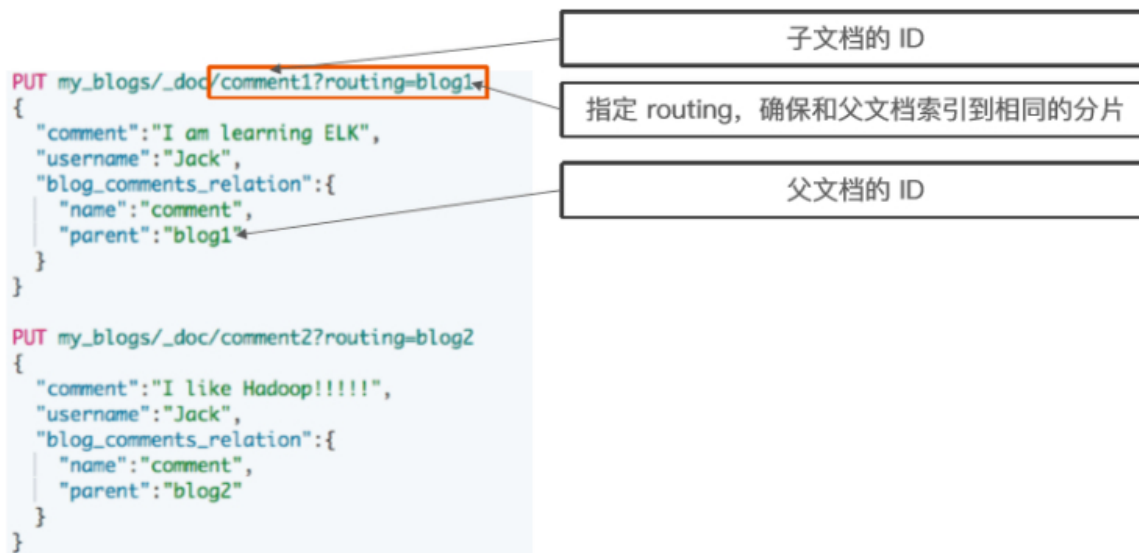 子文档的 ID
PUT my_blogs/_doc/comment1?routing=blog1
指定 routing，确保和父文档索引到相同的分片
{
"comment":"I am learning ELK",
"username":"Jack",
"blog_comments_relation":{
父文档的 ID
"name":"comment",
"parent":"blog1"
}
}
PUT my_blogs/_doc/comment2?routing=blog2
{
"comment":"I like Hadoop!!!!!",
"username":"Jack",
"blog_comments_relation":{
"name":"comment",
"parent":"blog2"
}
}